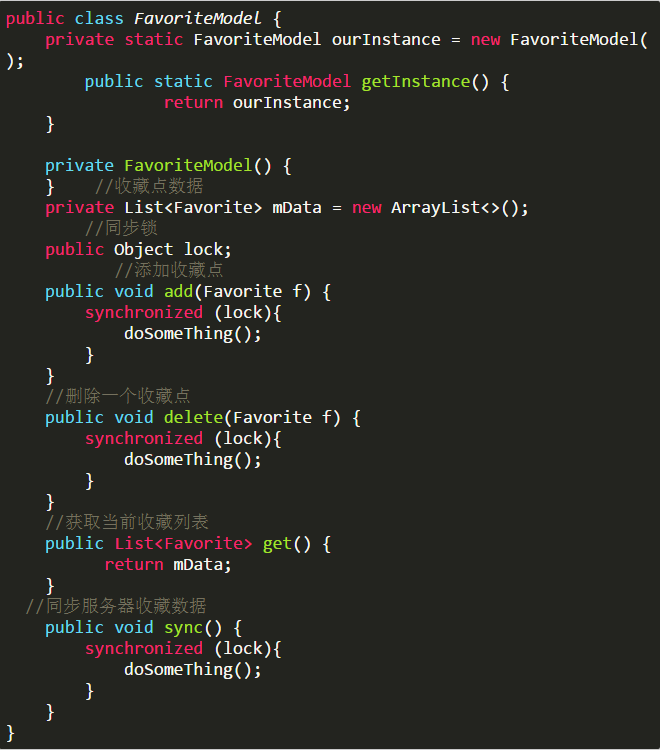 public class FavoriteModel {
    private static FavoriteModel ourInstance = new FavoriteModel(
);
        public static FavoriteModel getInstance() {
                return ourInstance;
    }

    private FavoriteModel() {
    }    //收藏点数据
    private List<Favorite> mData = new ArrayList<>();
        //同步锁
    public Object lock;
           //添加收藏点
    public void add(Favorite f) {
        synchronized (lock){
            doSomeThing();
        }
    }
    //删除一个收藏点
    public void delete(Favorite f) {
        synchronized (lock){
            doSomeThing();
        }
    }
    //获取当前收藏列表
    public List<Favorite> get() {
          return mData;
    }
  //同步服务器收藏数据
    public void sync() {
        synchronized (lock){
            doSomeThing();
        }
    }
}